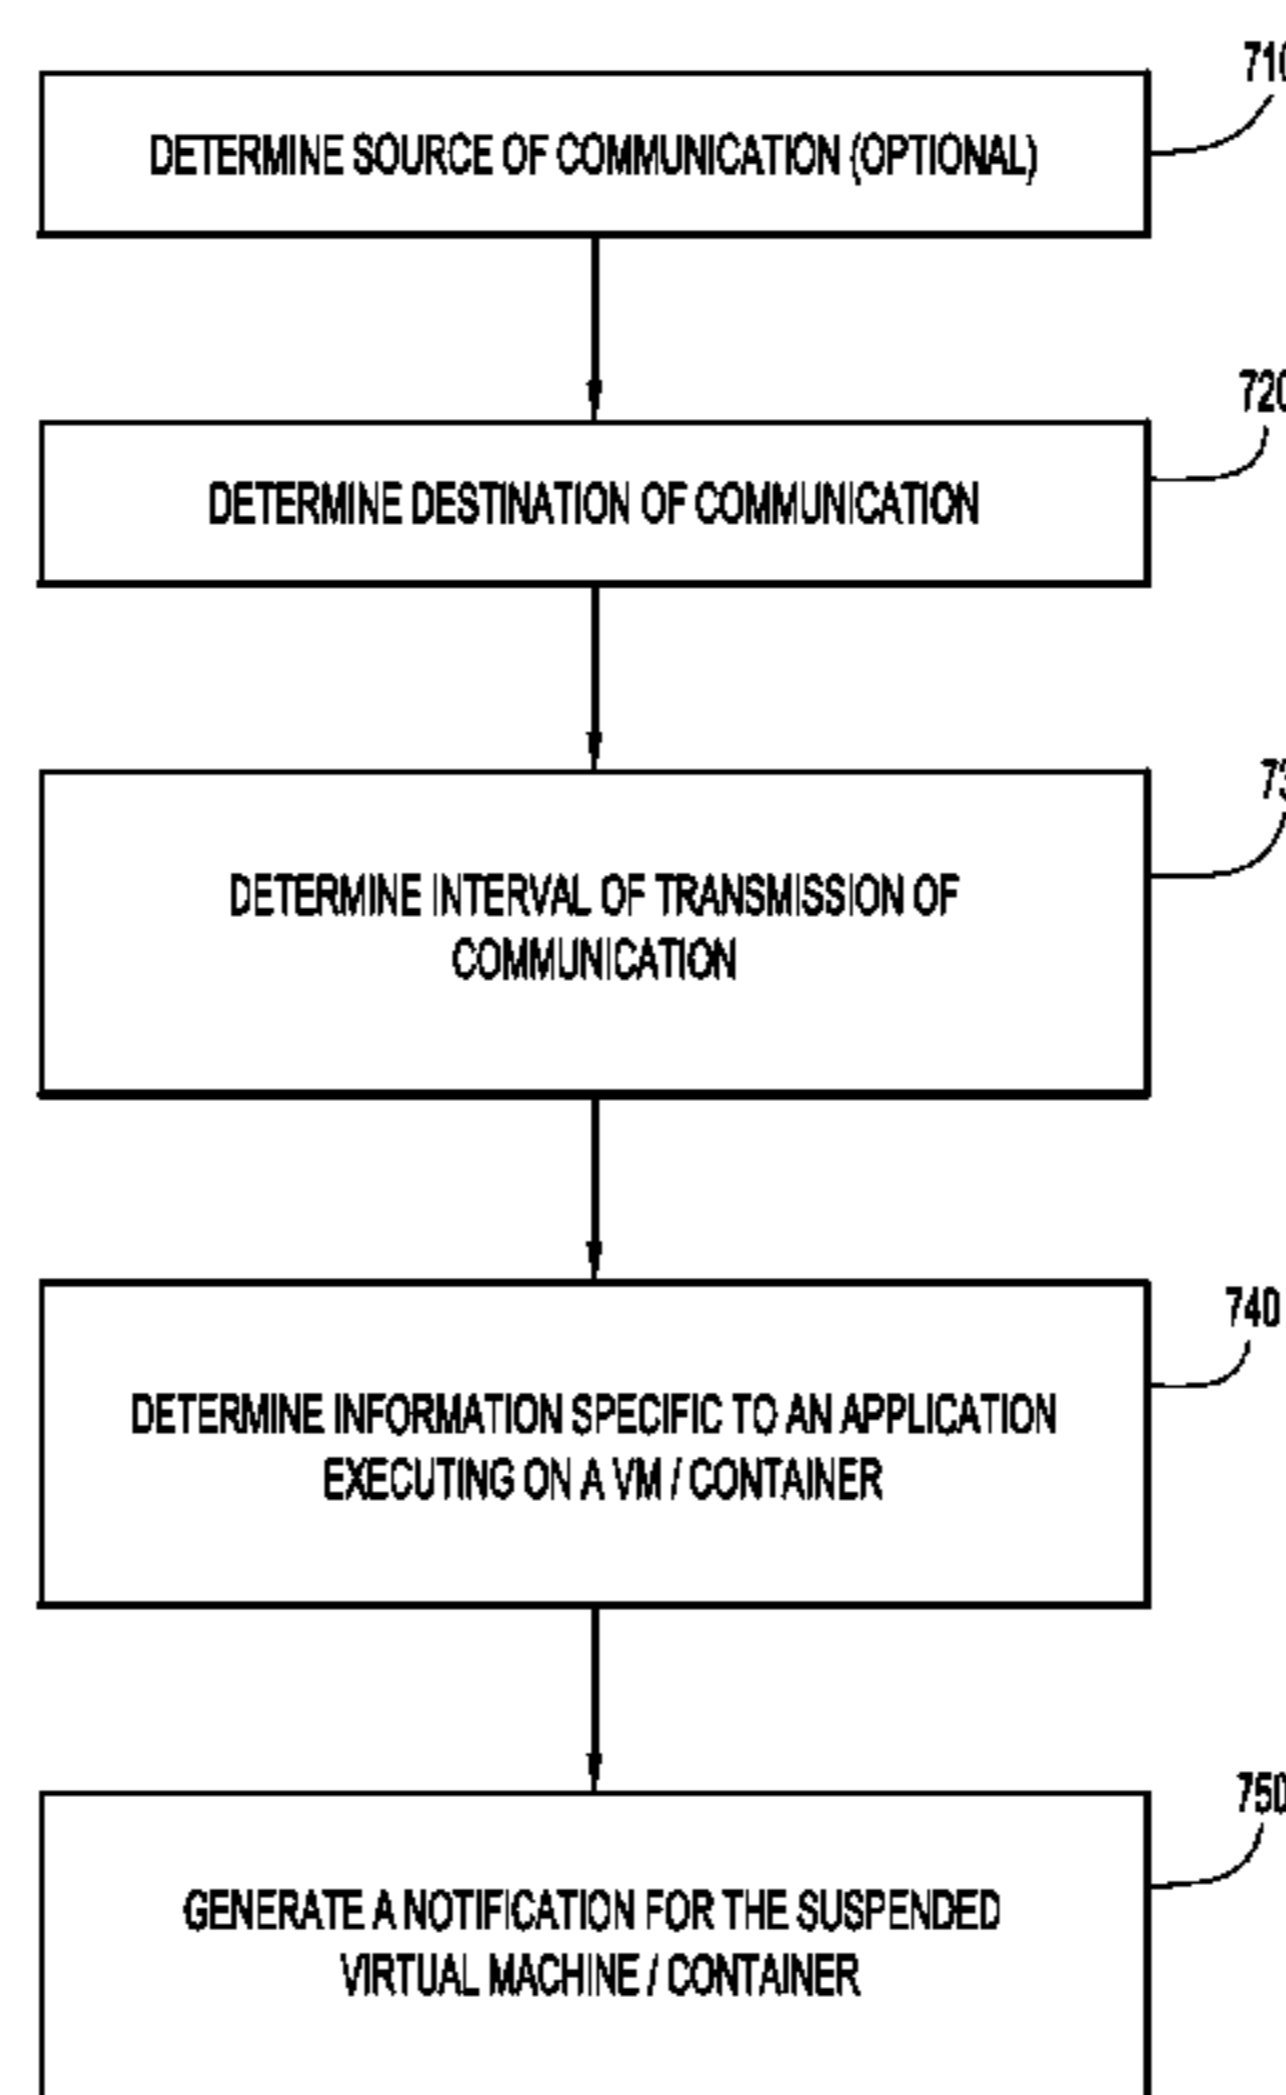 710
DETERMINE SOURCE OF COMMUNICATION (OPTIONAL)
720
DETERMINE DESTINATION OF COMMUNICATION
DETERMINE INTERVAL OF TRANSMISSION OF
COMMUNICATION
740
DETERMINE INFORMATION SPECIFIC TO AN APPLICATION
EXECUTING ON A VM / CONTAINER
750
GENERATE A NOTIFICATION FOR THE SUSPENDED
VIRTUAL MACHINE / CONTAINER